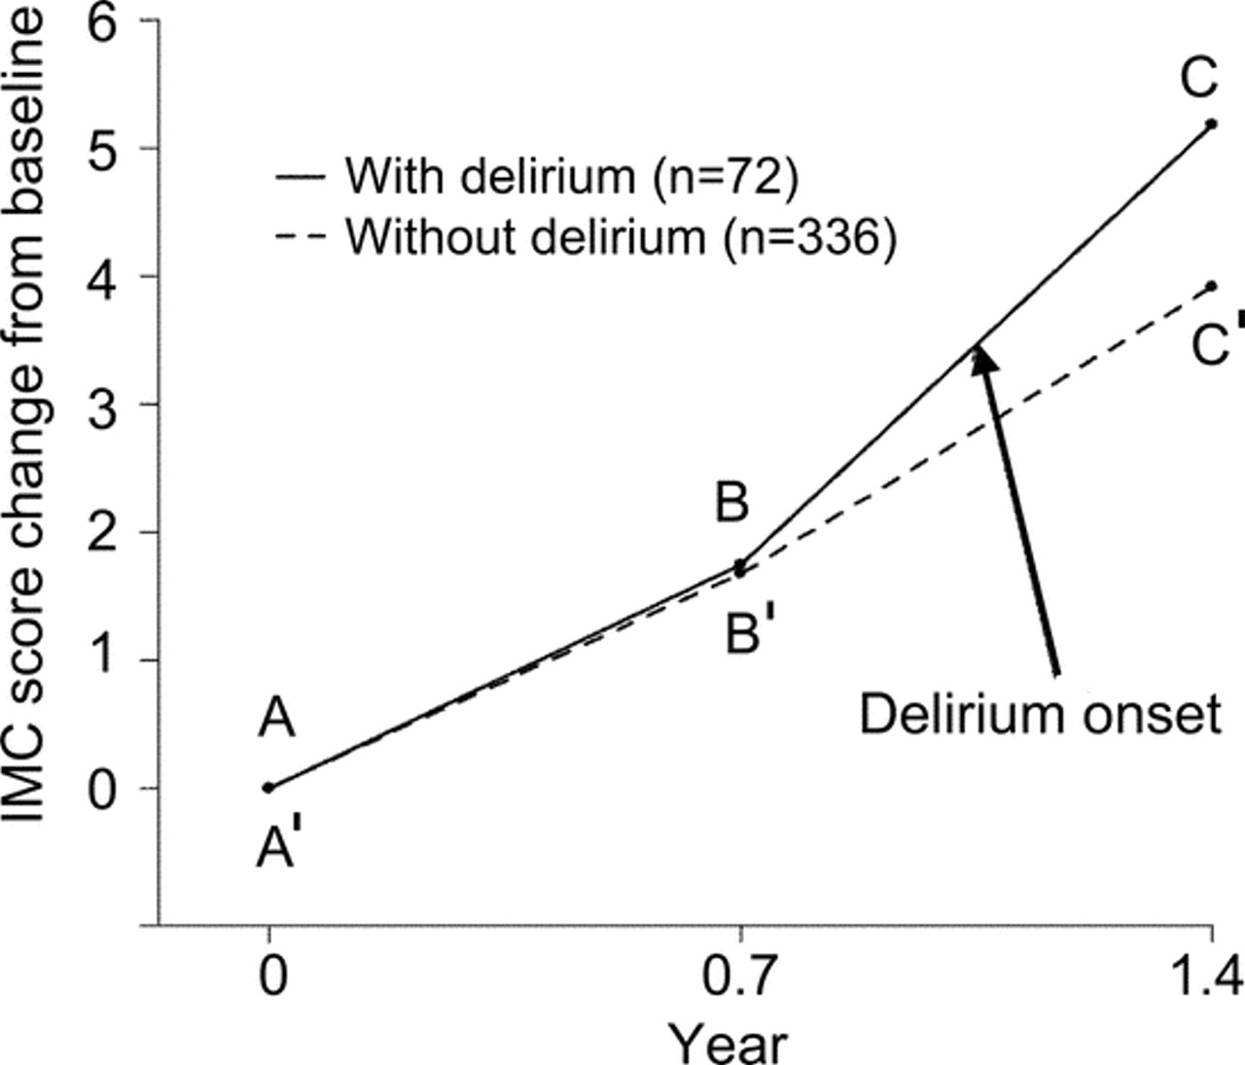 IMC score change from baseline
6
5
4
3
2
1
0
With delirium (n=72)
Without delirium (n=336)
A
A'
B
B'
C
C'
Delirium onset
0 0.7 1.4
Year